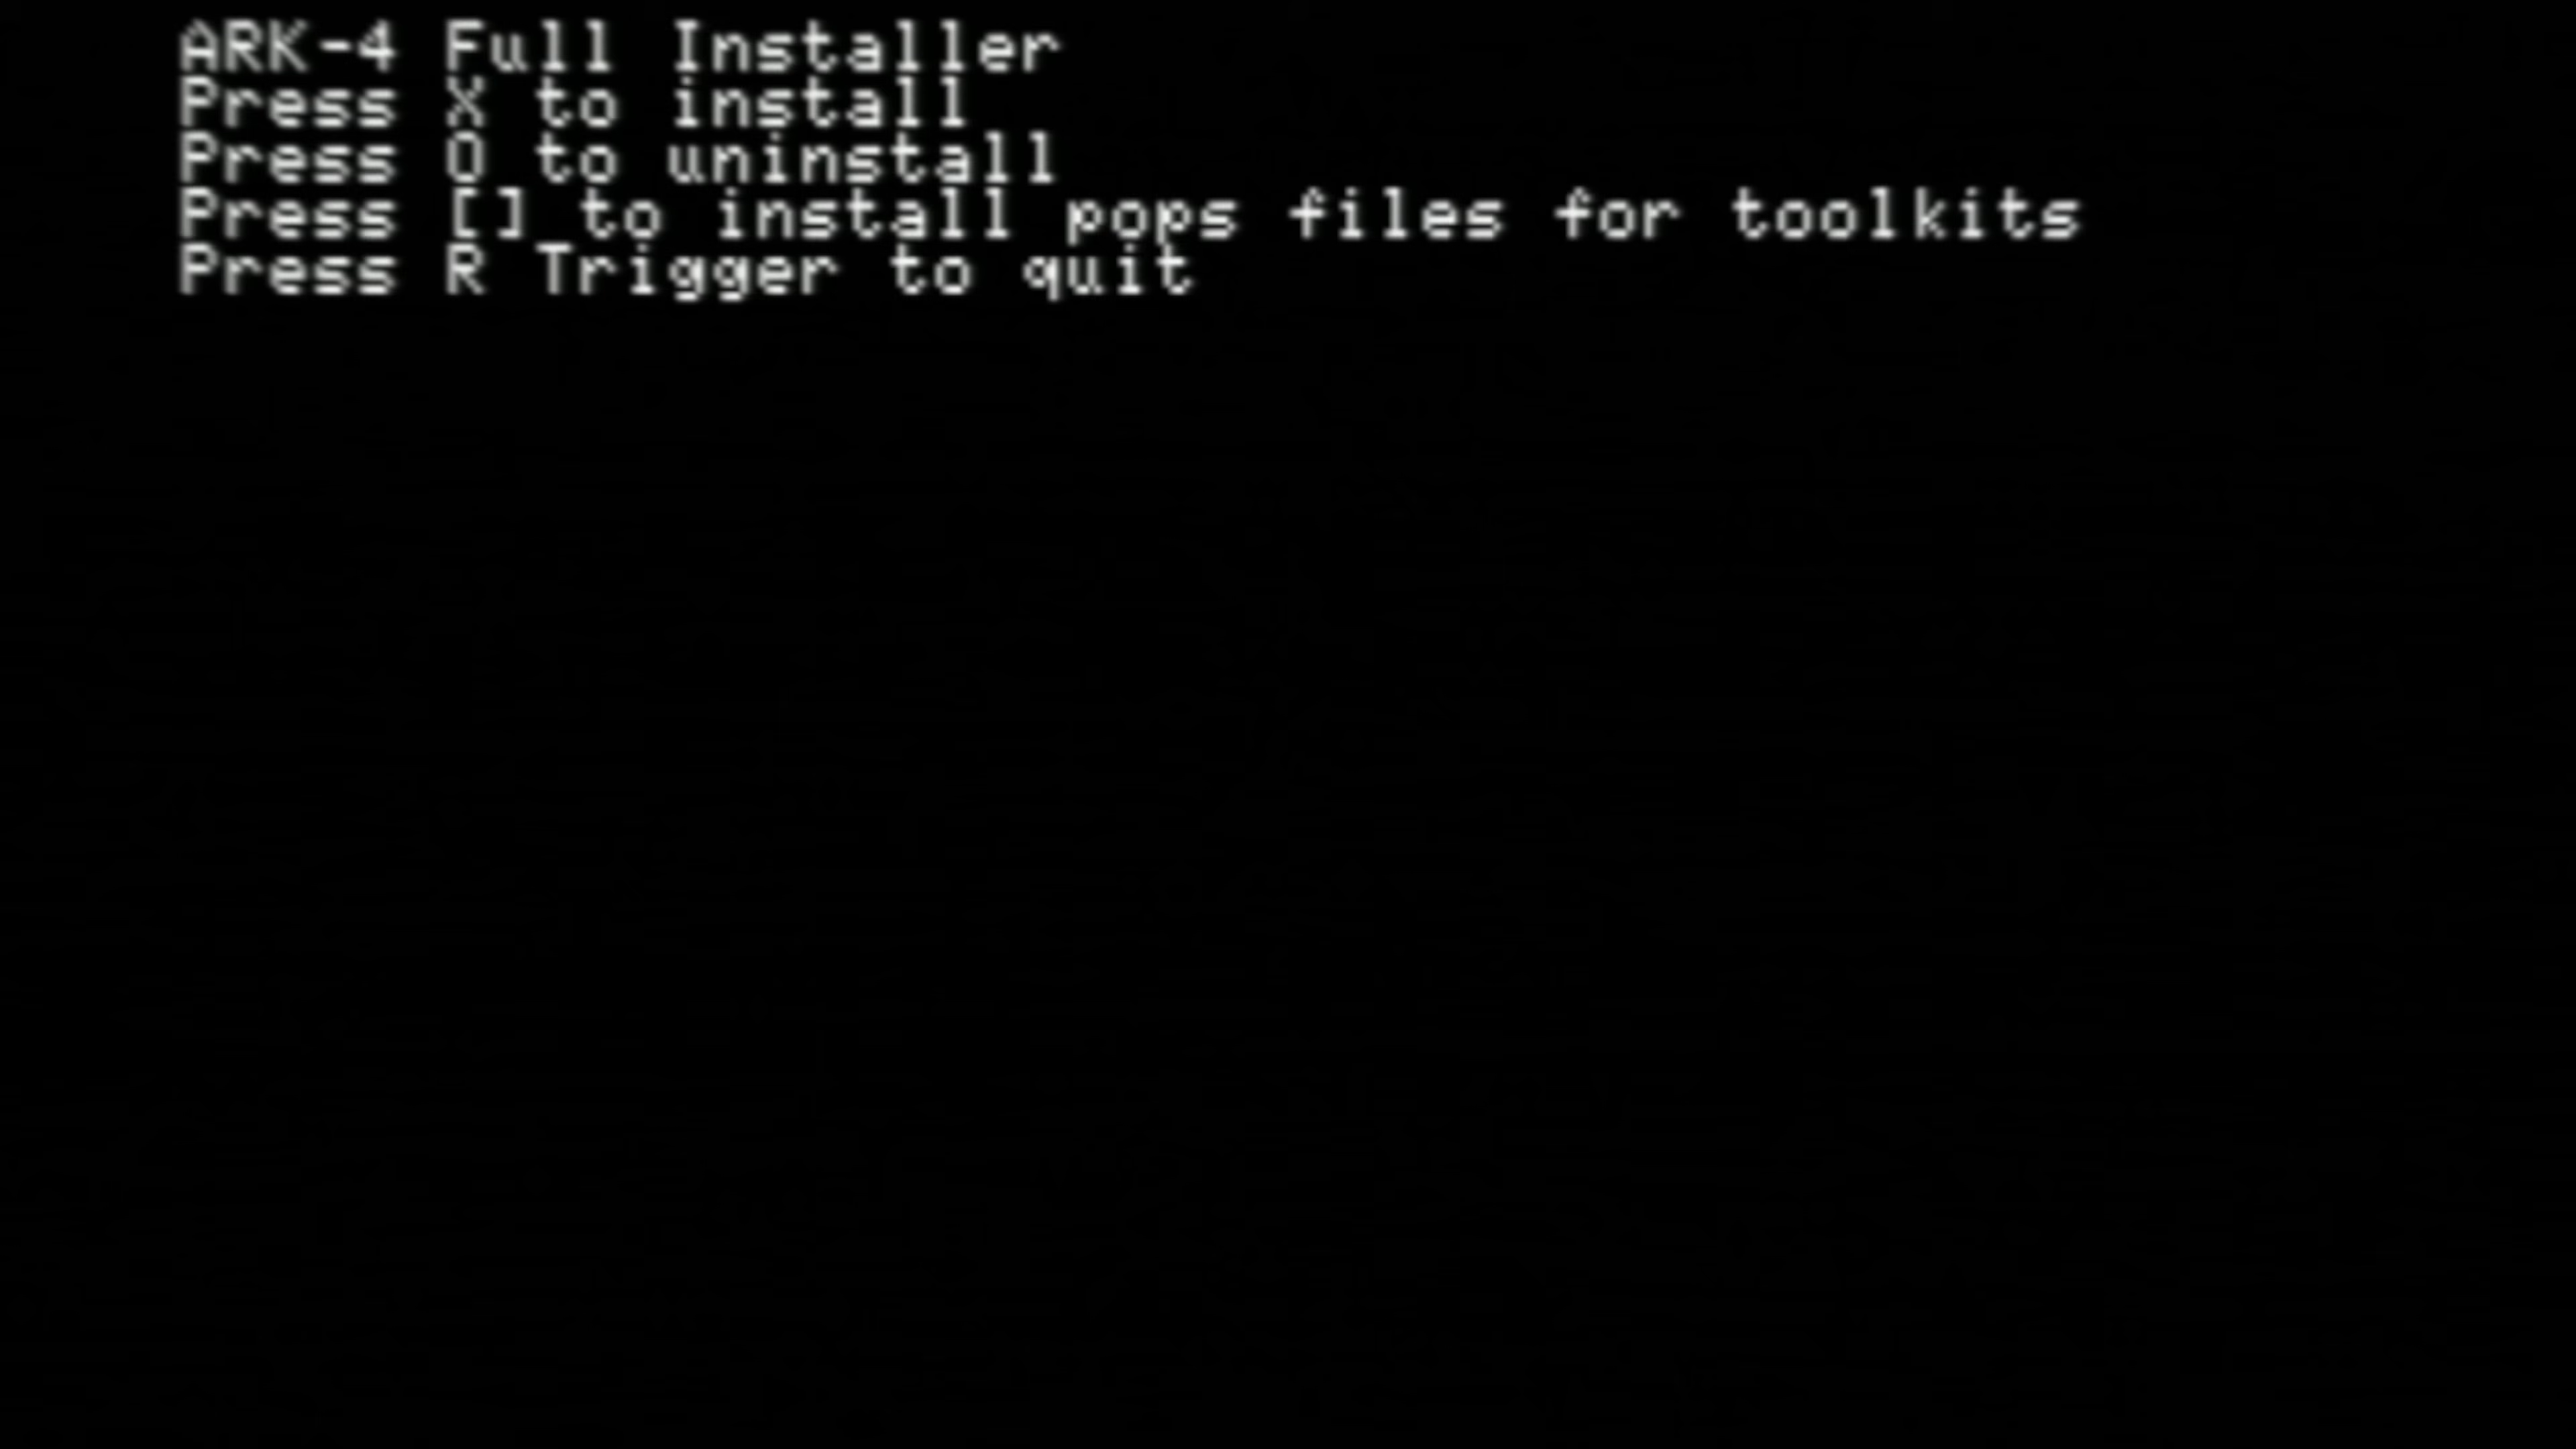 ARK-4 Full Installer
Press X to install
Press O to uninstall
Press [] to install pops files for toolkits
Press R Trigger to quit